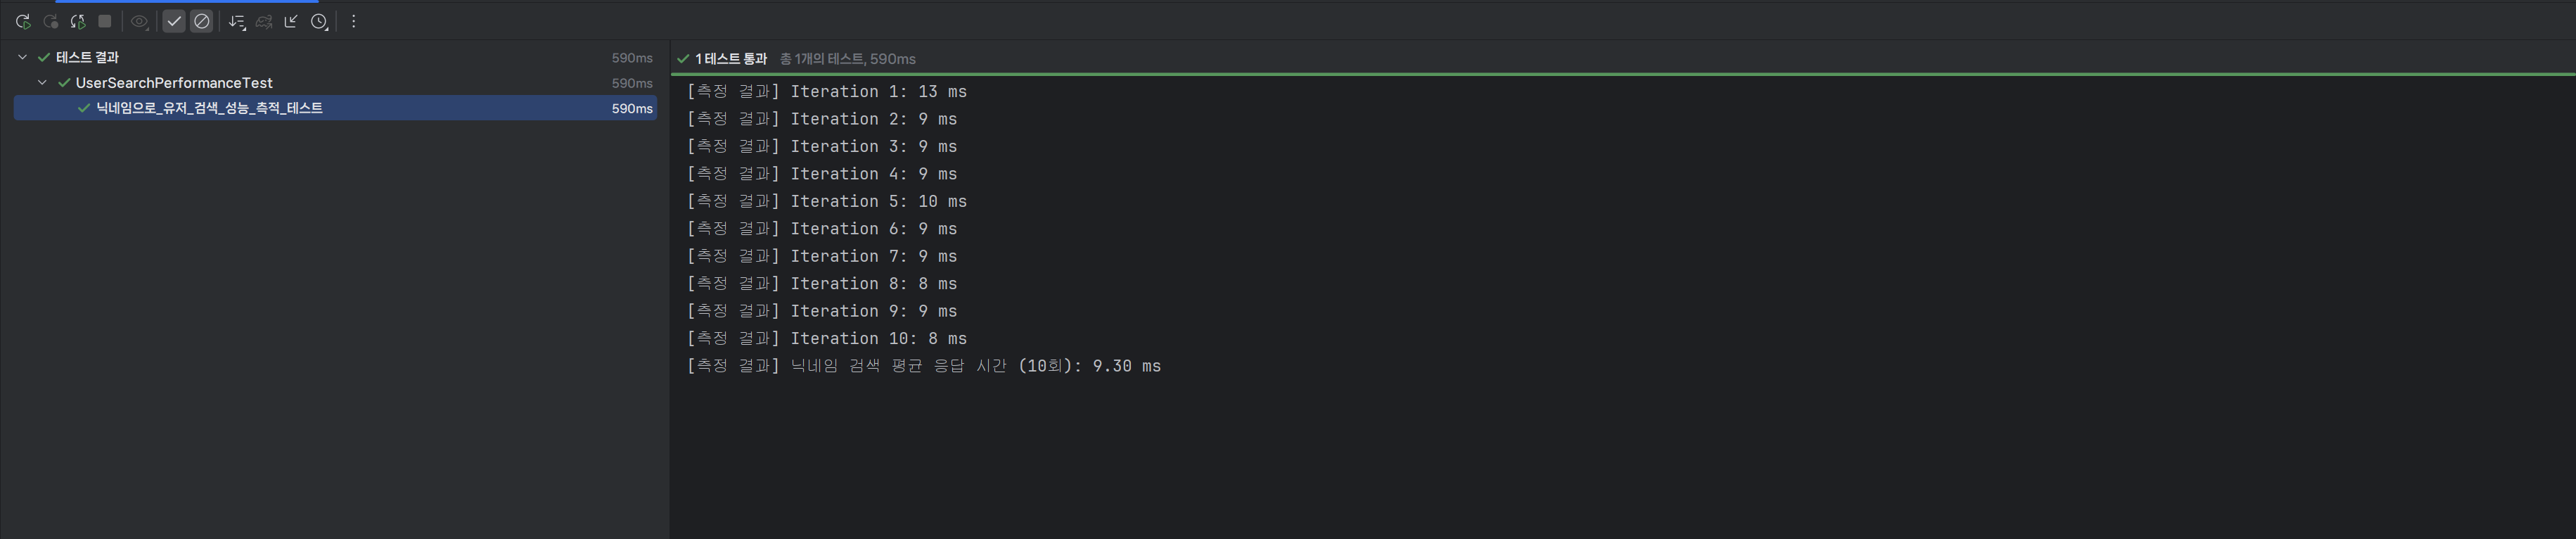 테스트 결과 590ms
UserSearchPerformanceTest 590ms
닉네임으로_유저_검색_성능_측적_테스트 590ms
1 테스트 통과 총 1개의 테스트, 590ms
[측정 결과] Iteration 1: 13 ms
[측정 결과] Iteration 2: 9 ms
[측정 결과] Iteration 3: 9 ms
[측정 결과] Iteration 4: 9 ms
[측정 결과] Iteration 5: 10 ms
[측정 결과] Iteration 6: 9 ms
[측정 결과] Iteration 7: 9 ms
[측정 결과] Iteration 8: 8 ms
[측정 결과] Iteration 9: 9 ms
[측정 결과] Iteration 10: 8 ms
[측정 결과] 닉네임 검색 평균 응답 시간 (10회): 9.30 ms